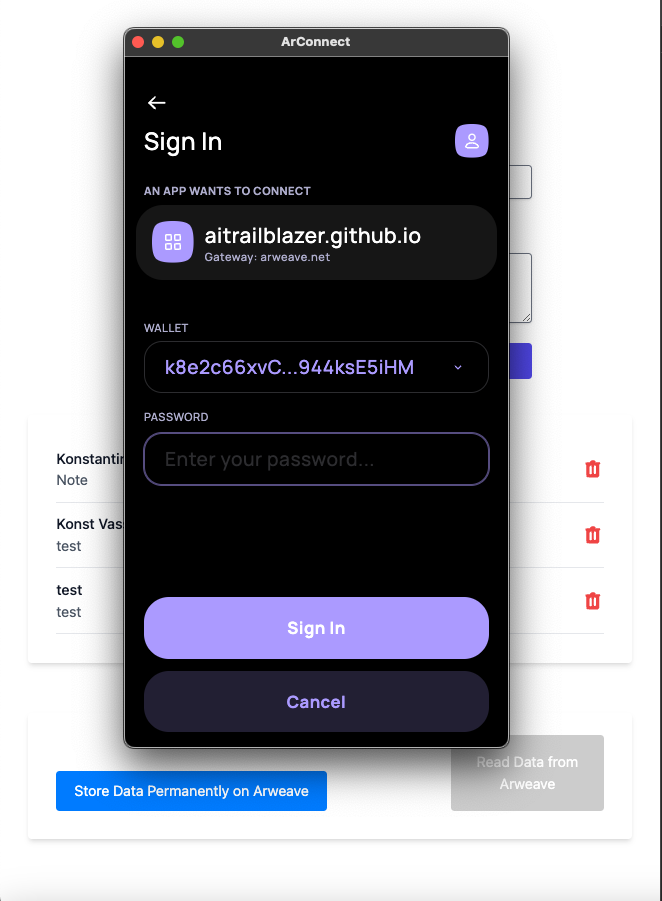 ArConnect
Sign In
AN APP WANTS TO CONNECT
aitrailblazer.github.io
Gateway: arweave.net
WALLET
k8e2c66xvC...944ksE5iHM
PASSWORD
Enter your password...
Sign In
Cancel
Konstantin
Note
Konst Vas
test
test
test
Store Data Permanently on Arweave
Read Data from
Arweave